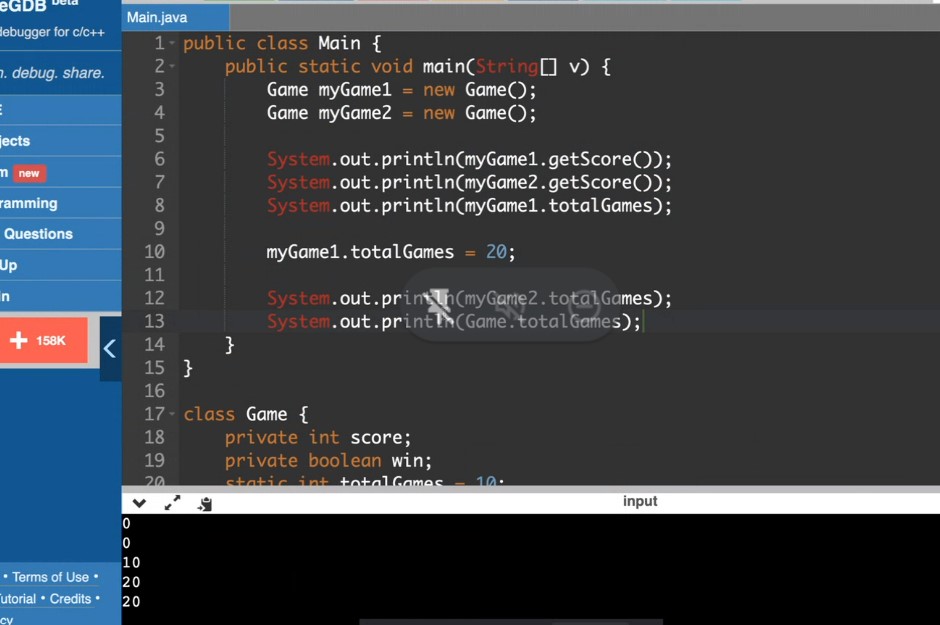 eGDB beta
debugger for c/c++
n. debug. share.
E
jects
m new
ramming
Questions
Up
in
+ 158K
• Terms of Use •
utorial • Credits •
cy
Main.java
1 public class Main {
2 public static void main(String[] v) {
3 Game myGame1 = new Game();
4 Game myGame2 = new Game();
5
6 System.out.println(myGame1.getScore());
7 System.out.println(myGame2.getScore());
8 System.out.println(myGame1.totalGames);
9
10 myGame1.totalGames = 20;
11
12 System.out.println(myGame2.totalGames);
13 System.out.println(Game.totalGames);
14 }
15 }
16
17 class Game {
18 private int score;
19 private boolean win;
20 static int totalGames = 10;
input
0
0
10
20
20